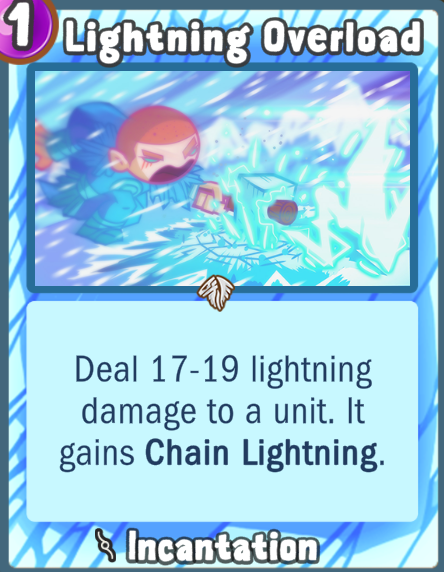 1 Lightning Overload
Deal 17-19 lightning
damage to a unit. It
gains Chain Lightning.
Incantation